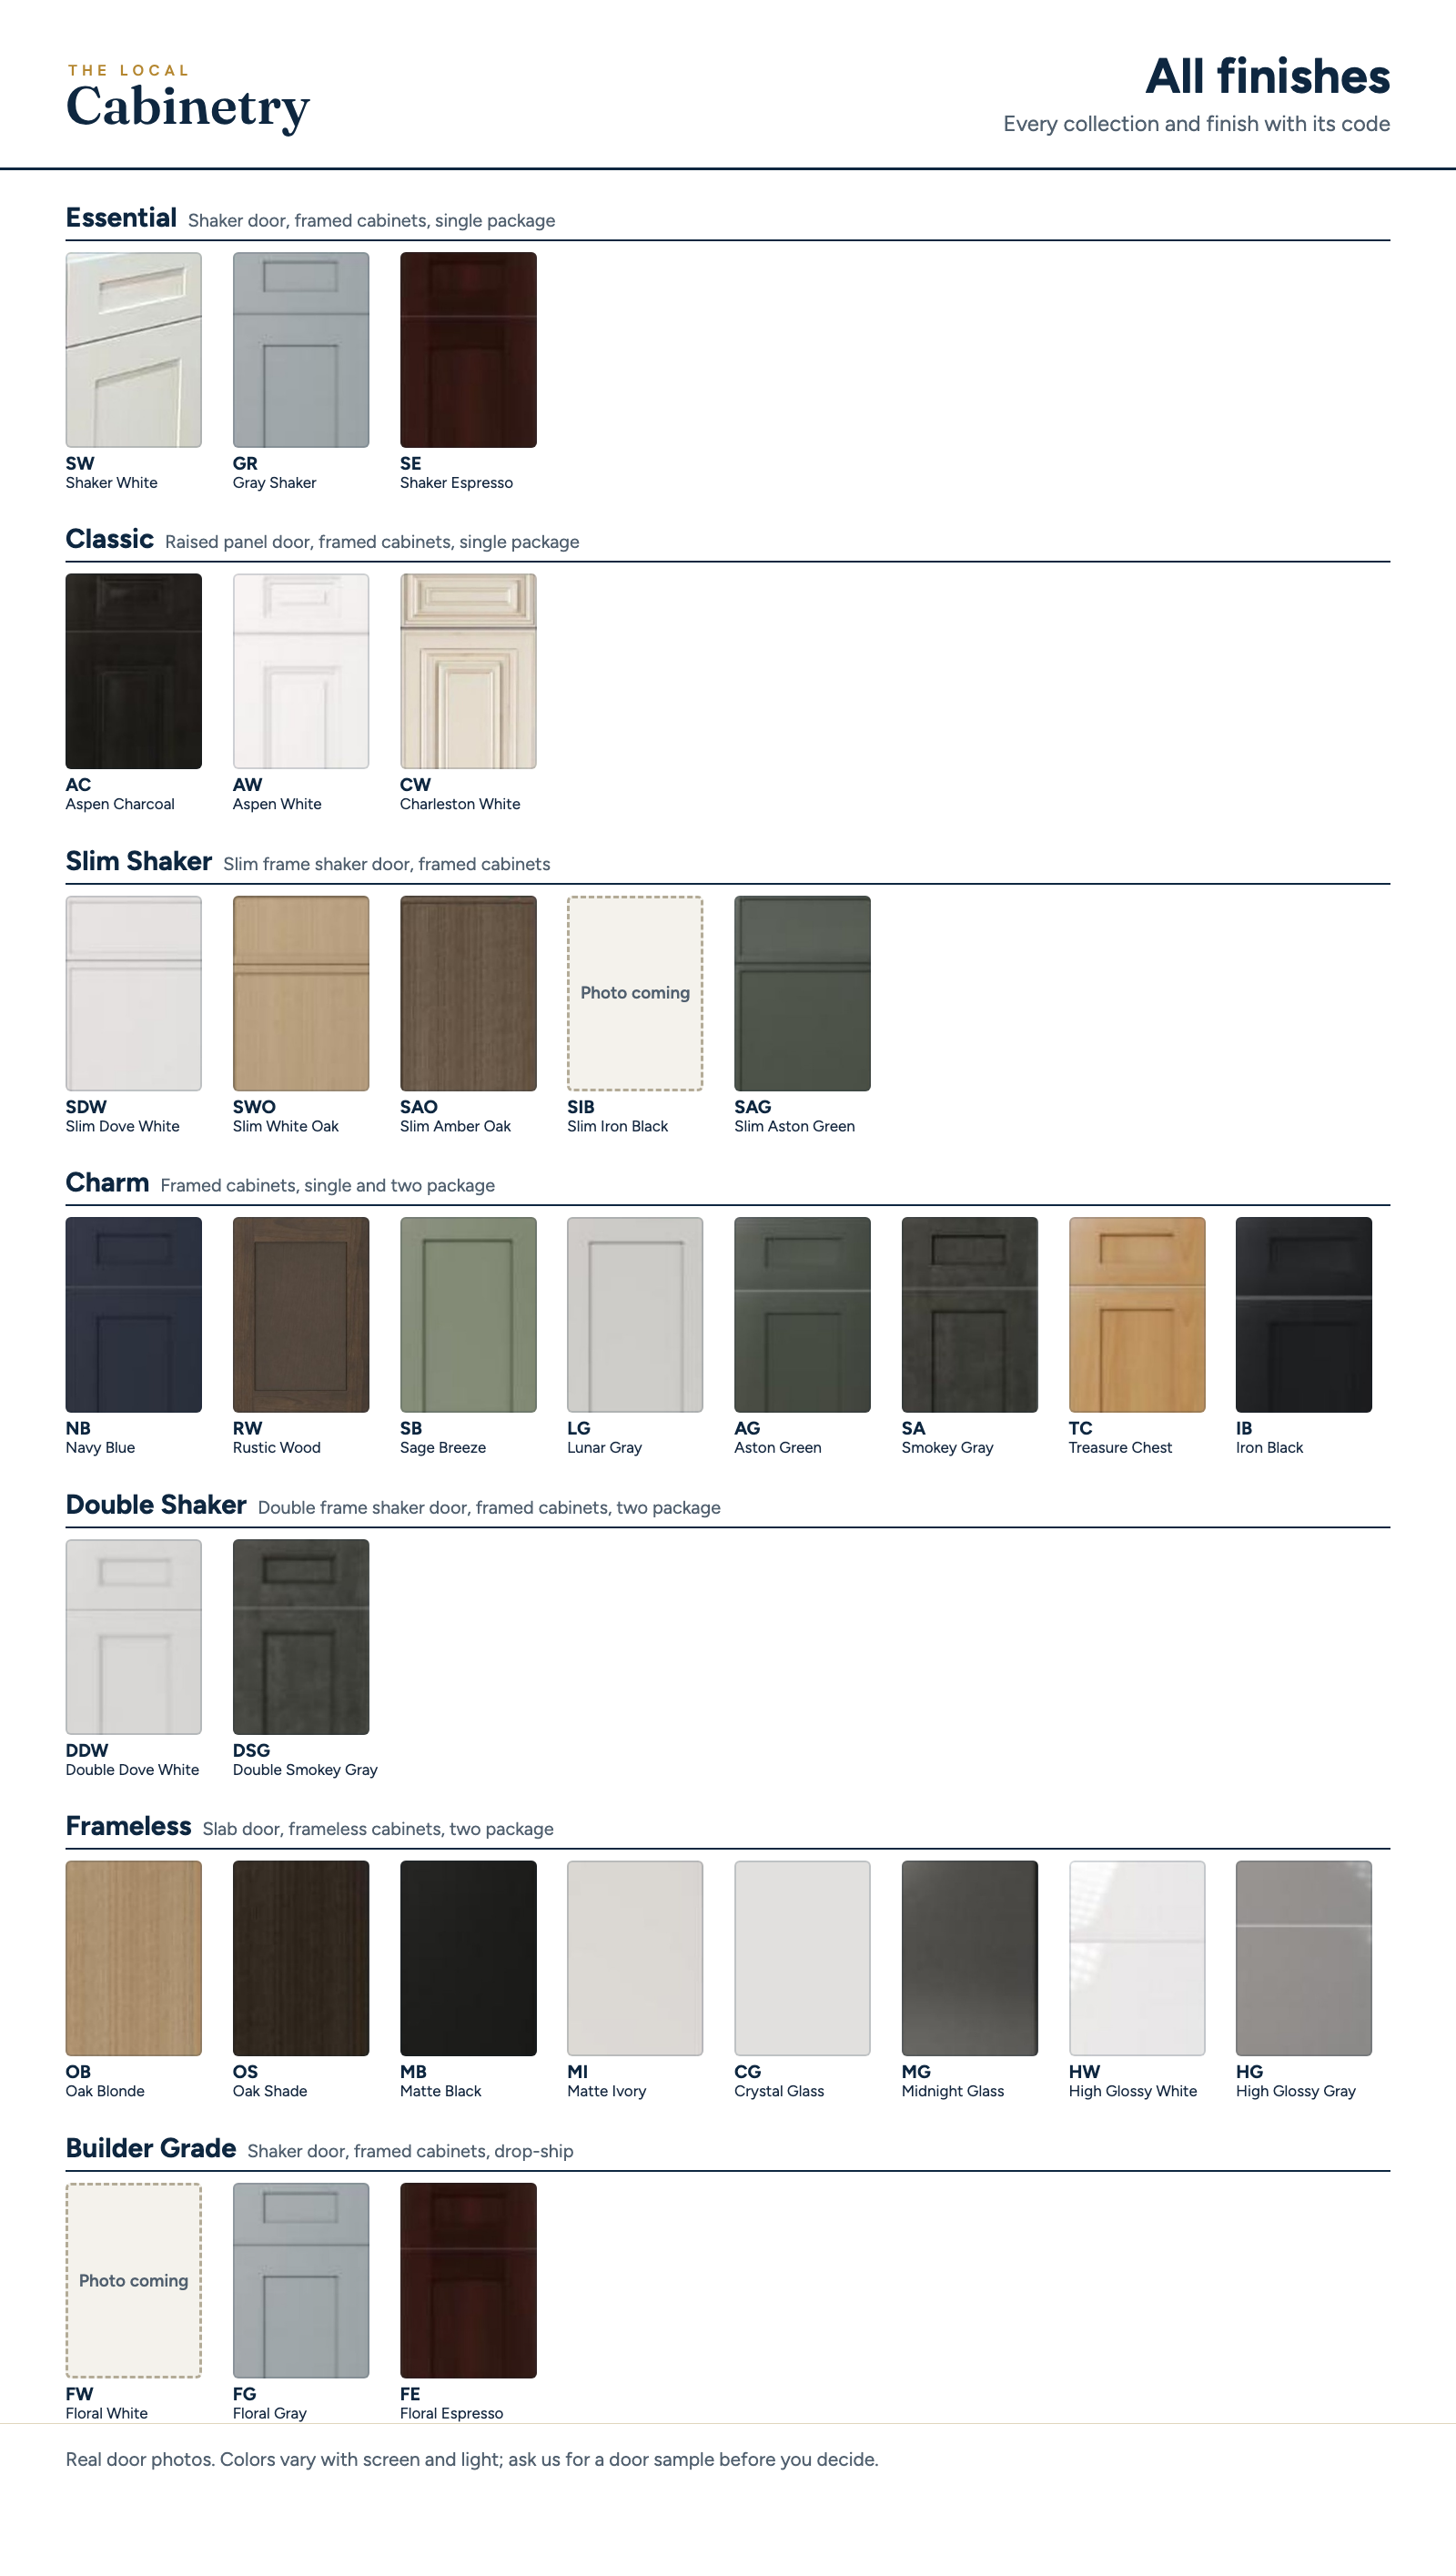 THE LOCAL
Cabinetry
All finishes
Every collection and finish with its code
Essential Shaker door, framed cabinets, single package
SW GR SE
Shaker White Gray Shaker Shaker Espresso
Classic Raised panel door, framed cabinets, single package
AC AW CW
Aspen Charcoal Aspen White Charleston White
Slim Shaker Slim frame shaker door, framed cabinets
Photo coming
SDW SWO SAO SIB SAG
Slim Dove White Slim White Oak Slim Amber Oak Slim Iron Black Slim Aston Green
Charm Framed cabinets, single and two package
NB RW SB LG AG SA TC IB
Navy Blue Rustic Wood Sage Breeze Lunar Gray Aston Green Smokey Gray Treasure Chest Iron Black
Double Shaker Double frame shaker door, framed cabinets, two package
DDW DSG
Double Dove White Double Smokey Gray
Frameless Slab door, frameless cabinets, two package
OB OS MB MI CG MG HW HG
Oak Blonde Oak Shade Matte Black Matte Ivory Crystal Glass Midnight Glass High Glossy White High Glossy Gray
Builder Grade Shaker door, framed cabinets, drop-ship
Photo coming
FW FG FE
Floral White Floral Gray Floral Espresso
Real door photos. Colors vary with screen and light; ask us for a door sample before you decide.